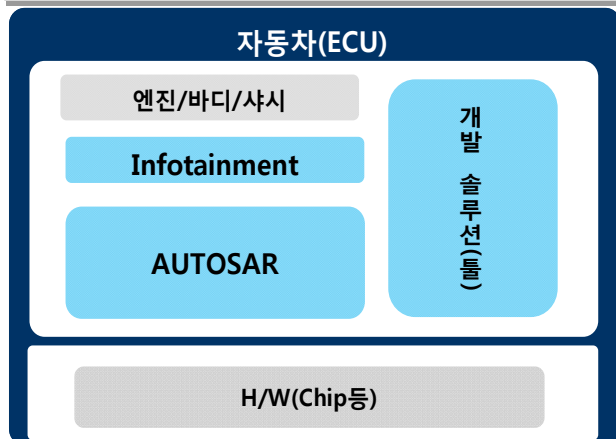 자동차(ECU)
엔진/바디/샤시
Infotainment
AUTOSAR
개발 솔루션(툴)
H/W(Chip등)